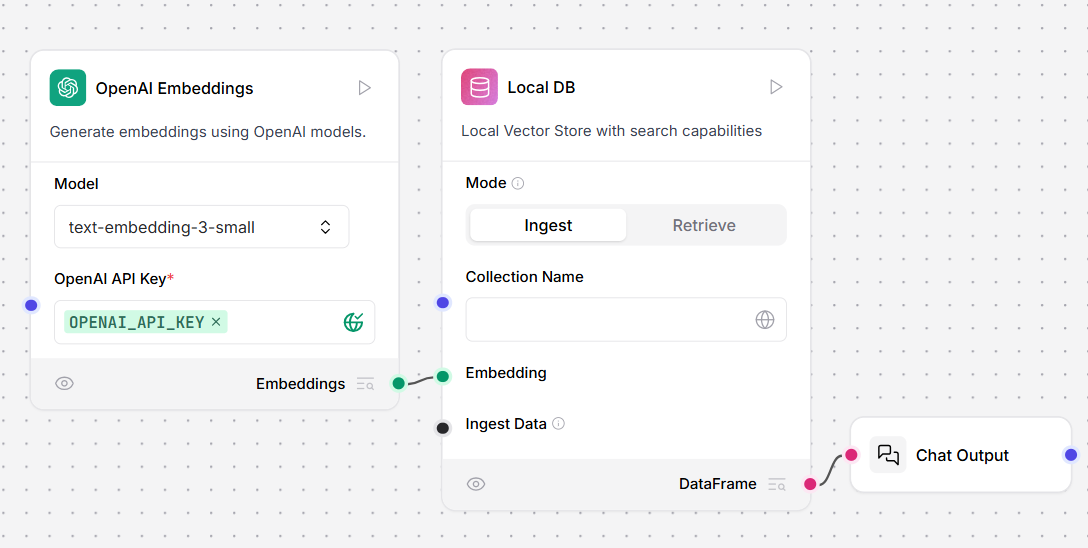 OpenAI Embeddings
Generate embeddings using OpenAI models.
Model
text-embedding-3-small
OpenAI API Key*
OPENAI_API_KEY ×
Embeddings
Local DB
Local Vector Store with search capabilities
Mode
Ingest Retrieve
Collection Name
Embedding
Ingest Data
DataFrame
Chat Output